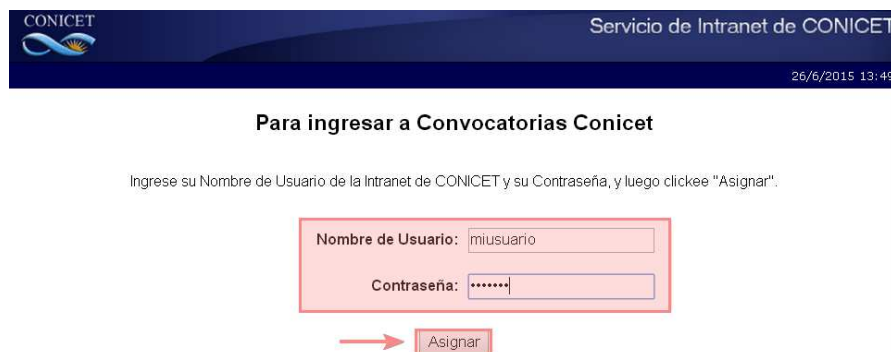 CONICET
Servicio de Intranet de CONICET
26/6/2015 13:49
Para ingresar a Convocatorias Conicet
Ingrese su Nombre de Usuario de la Intranet de CONICET y su Contraseña, y luego clickee "Asignar".
Nombre de Usuario: miusuario
Contraseña: •••••••
Asignar